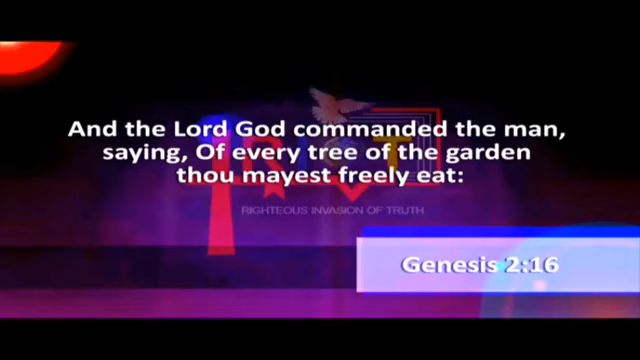 And the Lord God commanded the man,
saying, Of every tree of the garden
thou mayest freely eat:
RIGHTEOUS INVASION OF TRUTH
Genesis 2:16